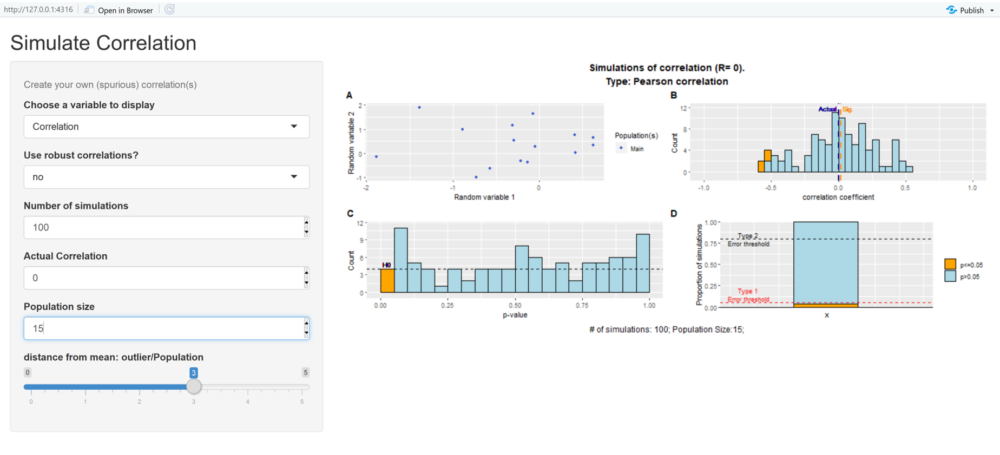 http://127.0.0.1:4316 Open in Browser Publish
Simulate Correlation
Create your own (spurious) correlation(s)
Choose a variable to display
Correlation
Use robust correlations?
no
Number of simulations
100
Actual Correlation
0
Population size
15
distance from mean: outlier/Population
0 3 5
0 1 2 3 4 5
Simulations of correlation (R= 0).
Type: Pearson correlation
A
Random variable 2
2
1
0
-1
-2 -1 0
Random variable 1
Population(s)
Main
B
Count
12
8
4
0
Actual Sig.
-1.0 -0.5 0.0 0.5 1.0
correlation coefficient
C
Count
12
9
6
3
0
H0
0.00 0.25 0.50 0.75 1.00
p-value
D
Proportion of simulations
1.00
0.75
0.50
0.25
0.00
Type 2
Error threshold
Type 1
Error threshold
x
p<=0.05
p>0.05
# of simulations: 100; Population Size:15;